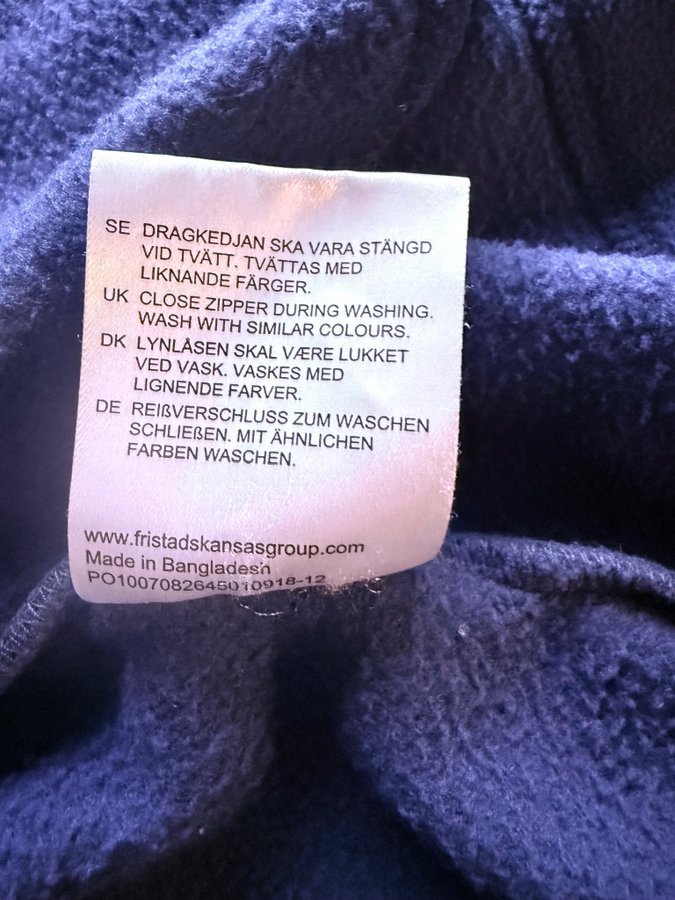 SE DRAGKEDJAN SKA VARA STÄNGD
VID TVÄTT. TVÄTTAS MED
LIKNANDE FÄRGER.
UK CLOSE ZIPPER DURING WASHING.
WASH WITH SIMILAR COLOURS.
DK LYNLÅSEN SKAL VÆRE LUKKET
VED VASK. VASKES MED
LIGNENDE FARVER.
DE REIßVERSCHLUSS ZUM WASCHEN
SCHLIEßEN. MIT ÄHNLICHEN
FARBEN WASCHEN.
www.fristadskansasgroup.com
Made in Bangladesh
PO1007082645010918-12